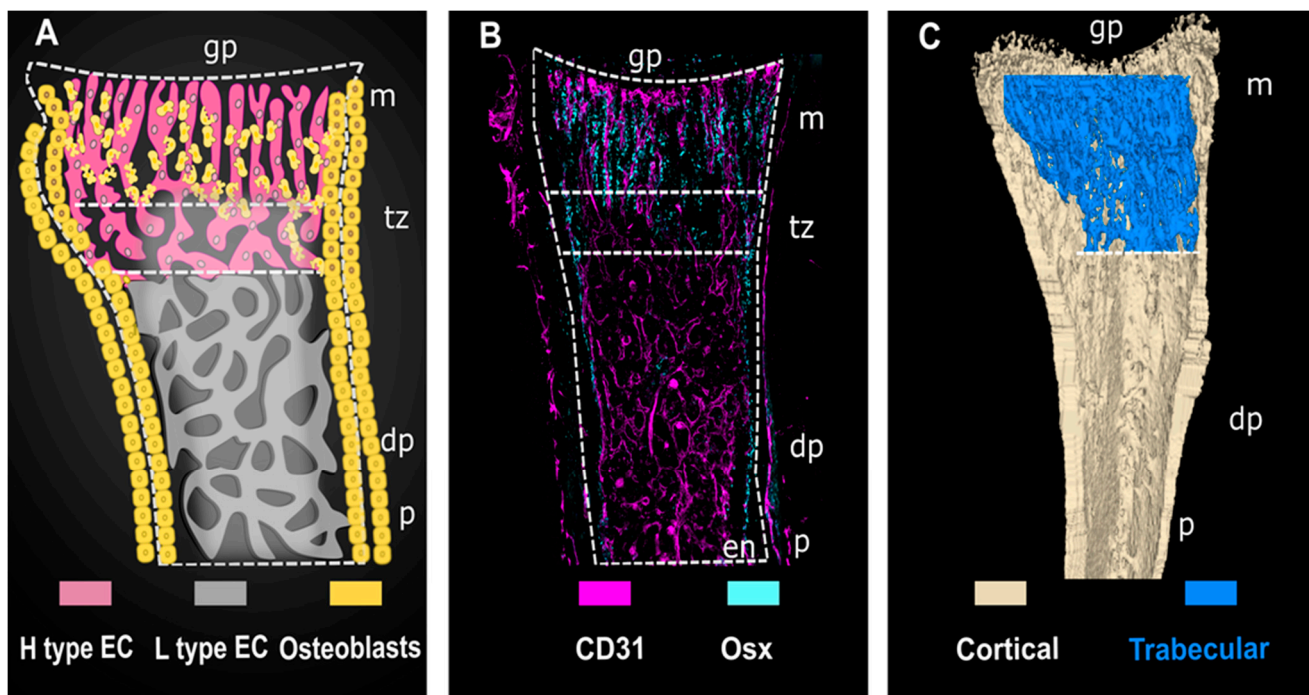 A
gp
m
tz
dp
p
H type EC
L type EC
Osteoblasts
B
gp
m
tz
dp
en
p
CD31
Osx
C
gp
m
dp
p
Cortical
Trabecular